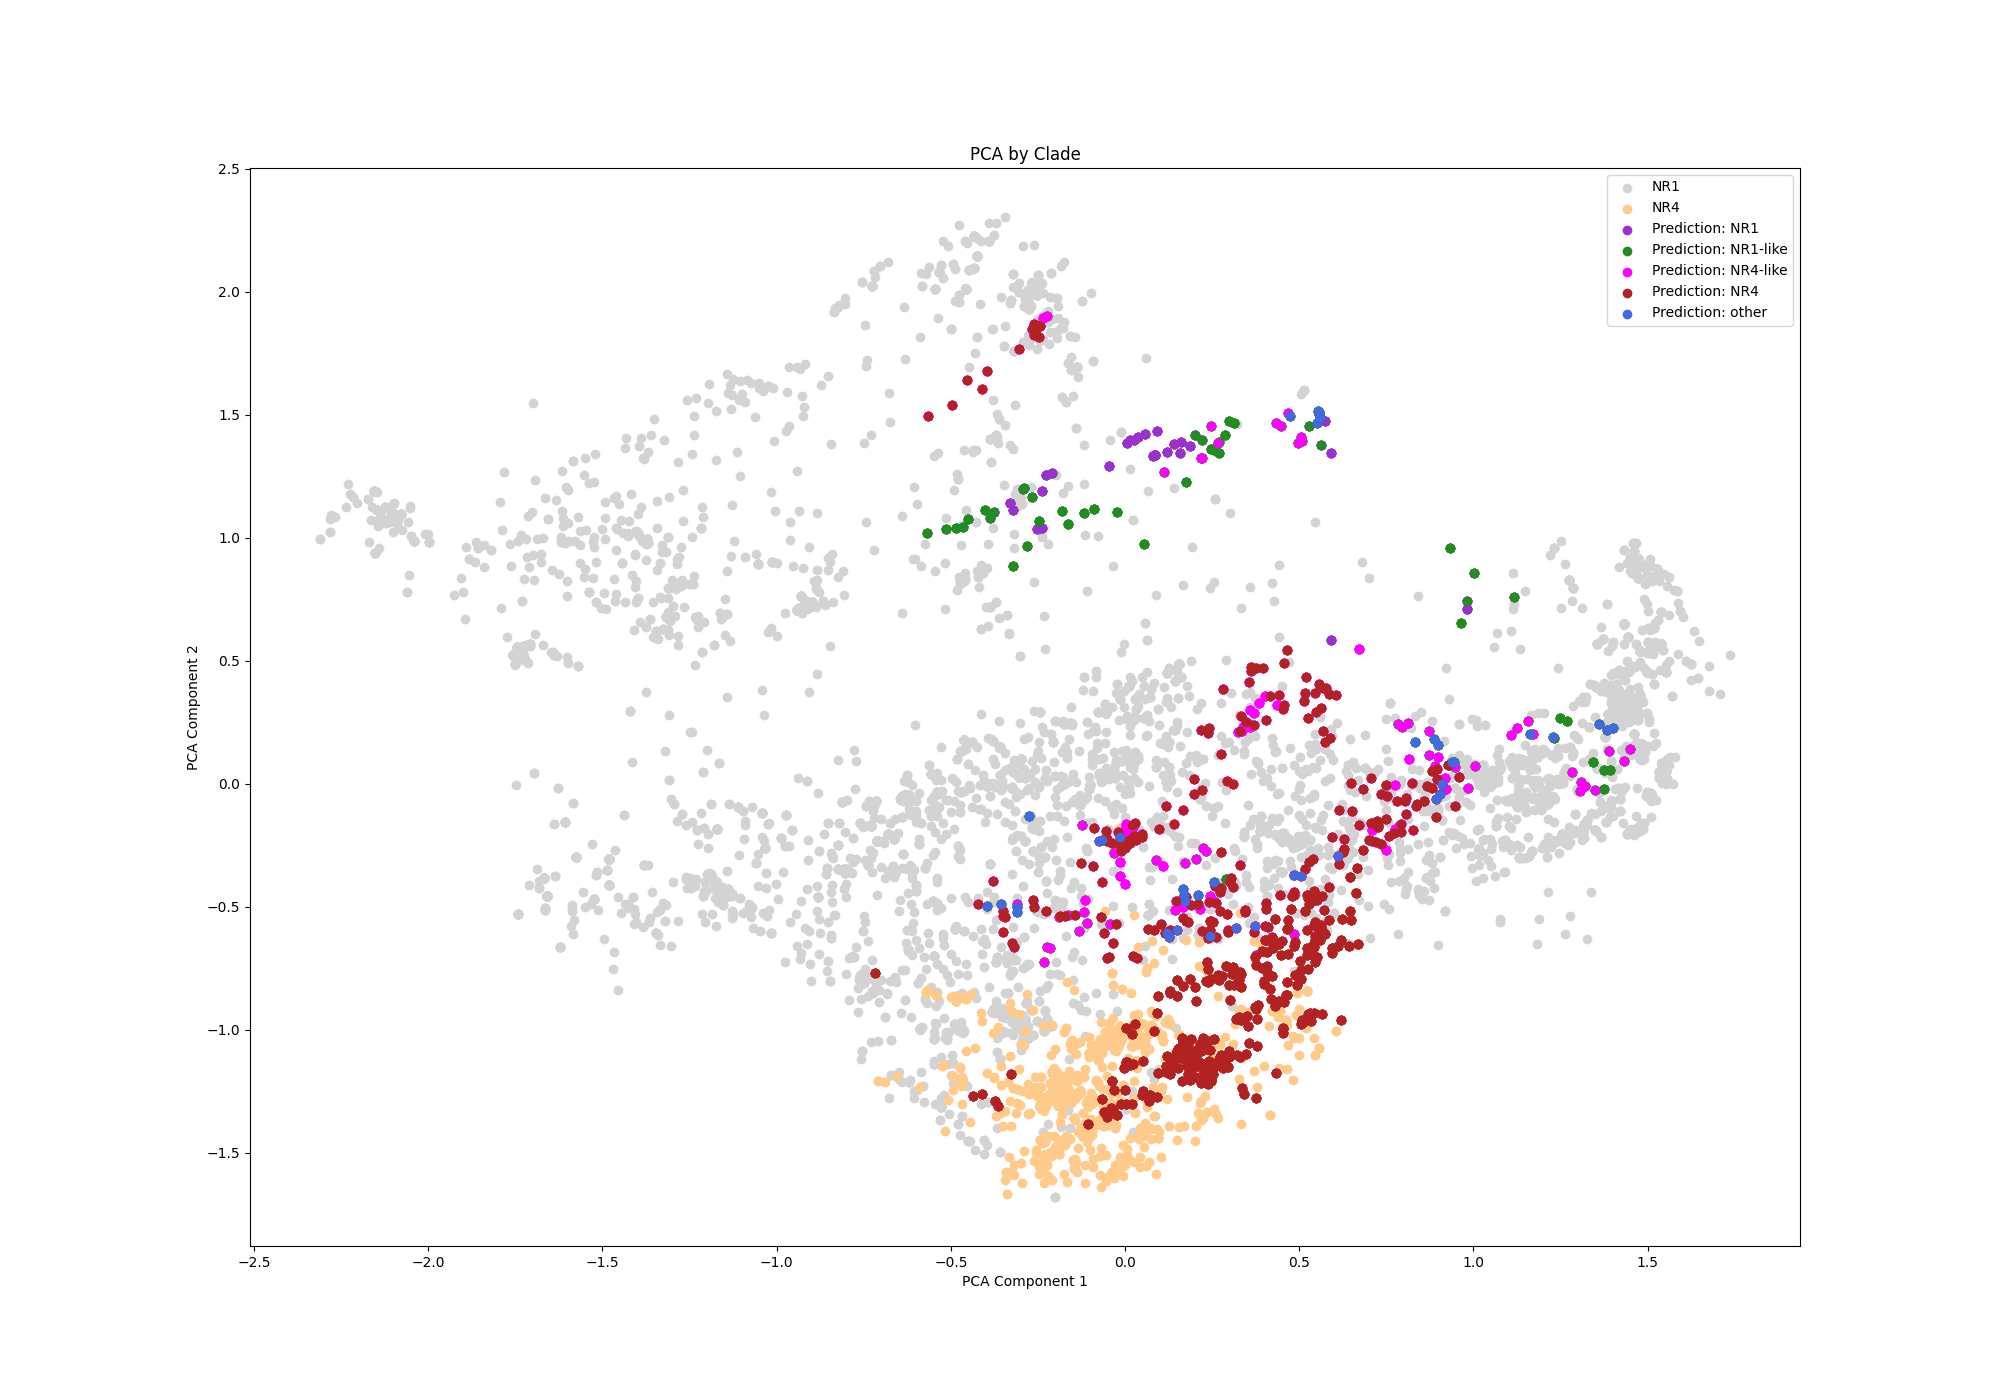 PCA by Clade
NR1
NR4
Prediction: NR1
Prediction: NR1-like
Prediction: NR4-like
Prediction: NR4
Prediction: other
2.5
2.0
1.5
1.0
0.5
0.0
−0.5
−1.0
−1.5
PCA Component 2
−2.5
−2.0
−1.5
−1.0
−0.5
0.0
0.5
1.0
1.5
PCA Component 1